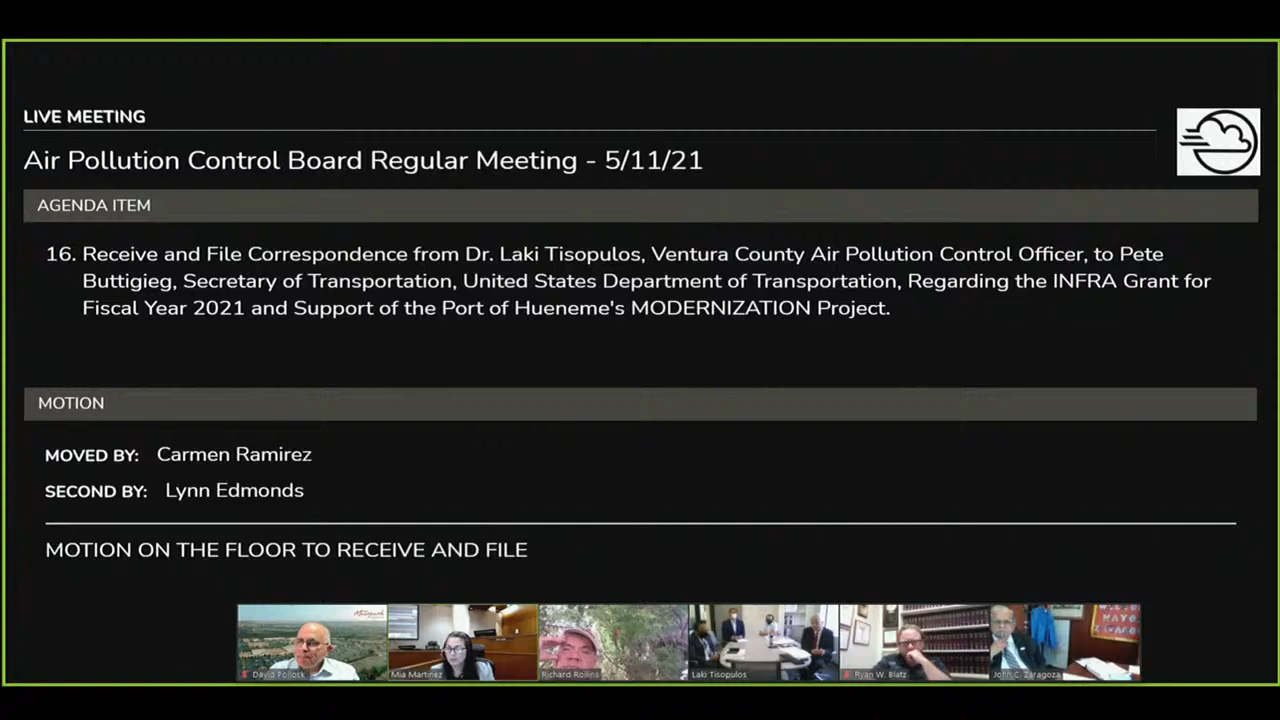 LIVE MEETING
Air Pollution Control Board Regular Meeting - 5/11/21
AGENDA ITEM
16. Receive and File Correspondence from Dr. Laki Tisopulos, Ventura County Air Pollution Control Officer, to Pete
Buttigieg, Secretary of Transportation, United States Department of Transportation, Regarding the INFRA Grant for
Fiscal Year 2021 and Support of the Port of Hueneme's MODERNIZATION Project.
MOTION
MOVED BY: Carmen Ramirez
SECOND BY: Lynn Edmonds
MOTION ON THE FLOOR TO RECEIVE AND FILE
David Pollock
Mia Martinez
Richard Rollins
Laki Tisopulos
Ryan W. Blatz
John C. Zaragoza